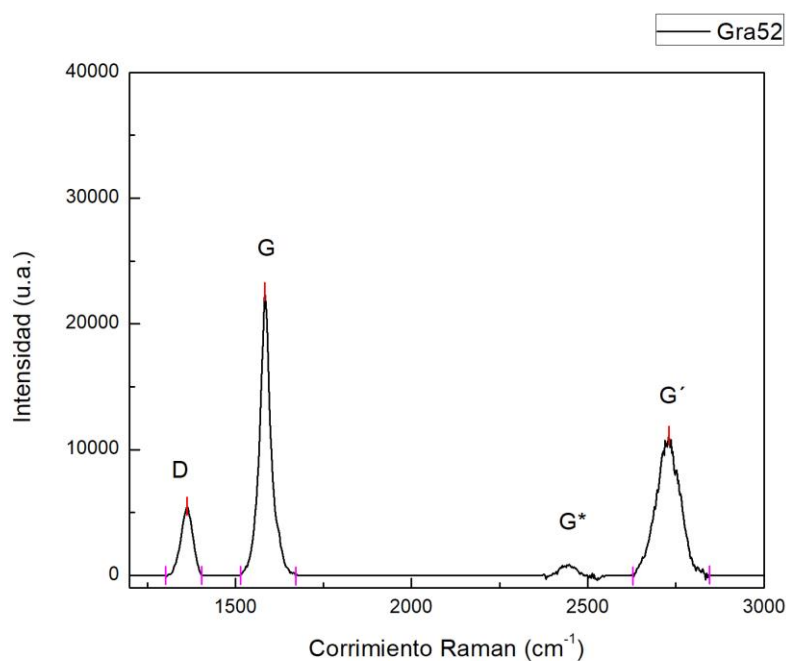 Gra52
40000
30000
20000
10000
0
Intensidad (u.a.)
D
G
G*
G´
1500
2000
2500
3000
Corrimiento Raman (cm-1)